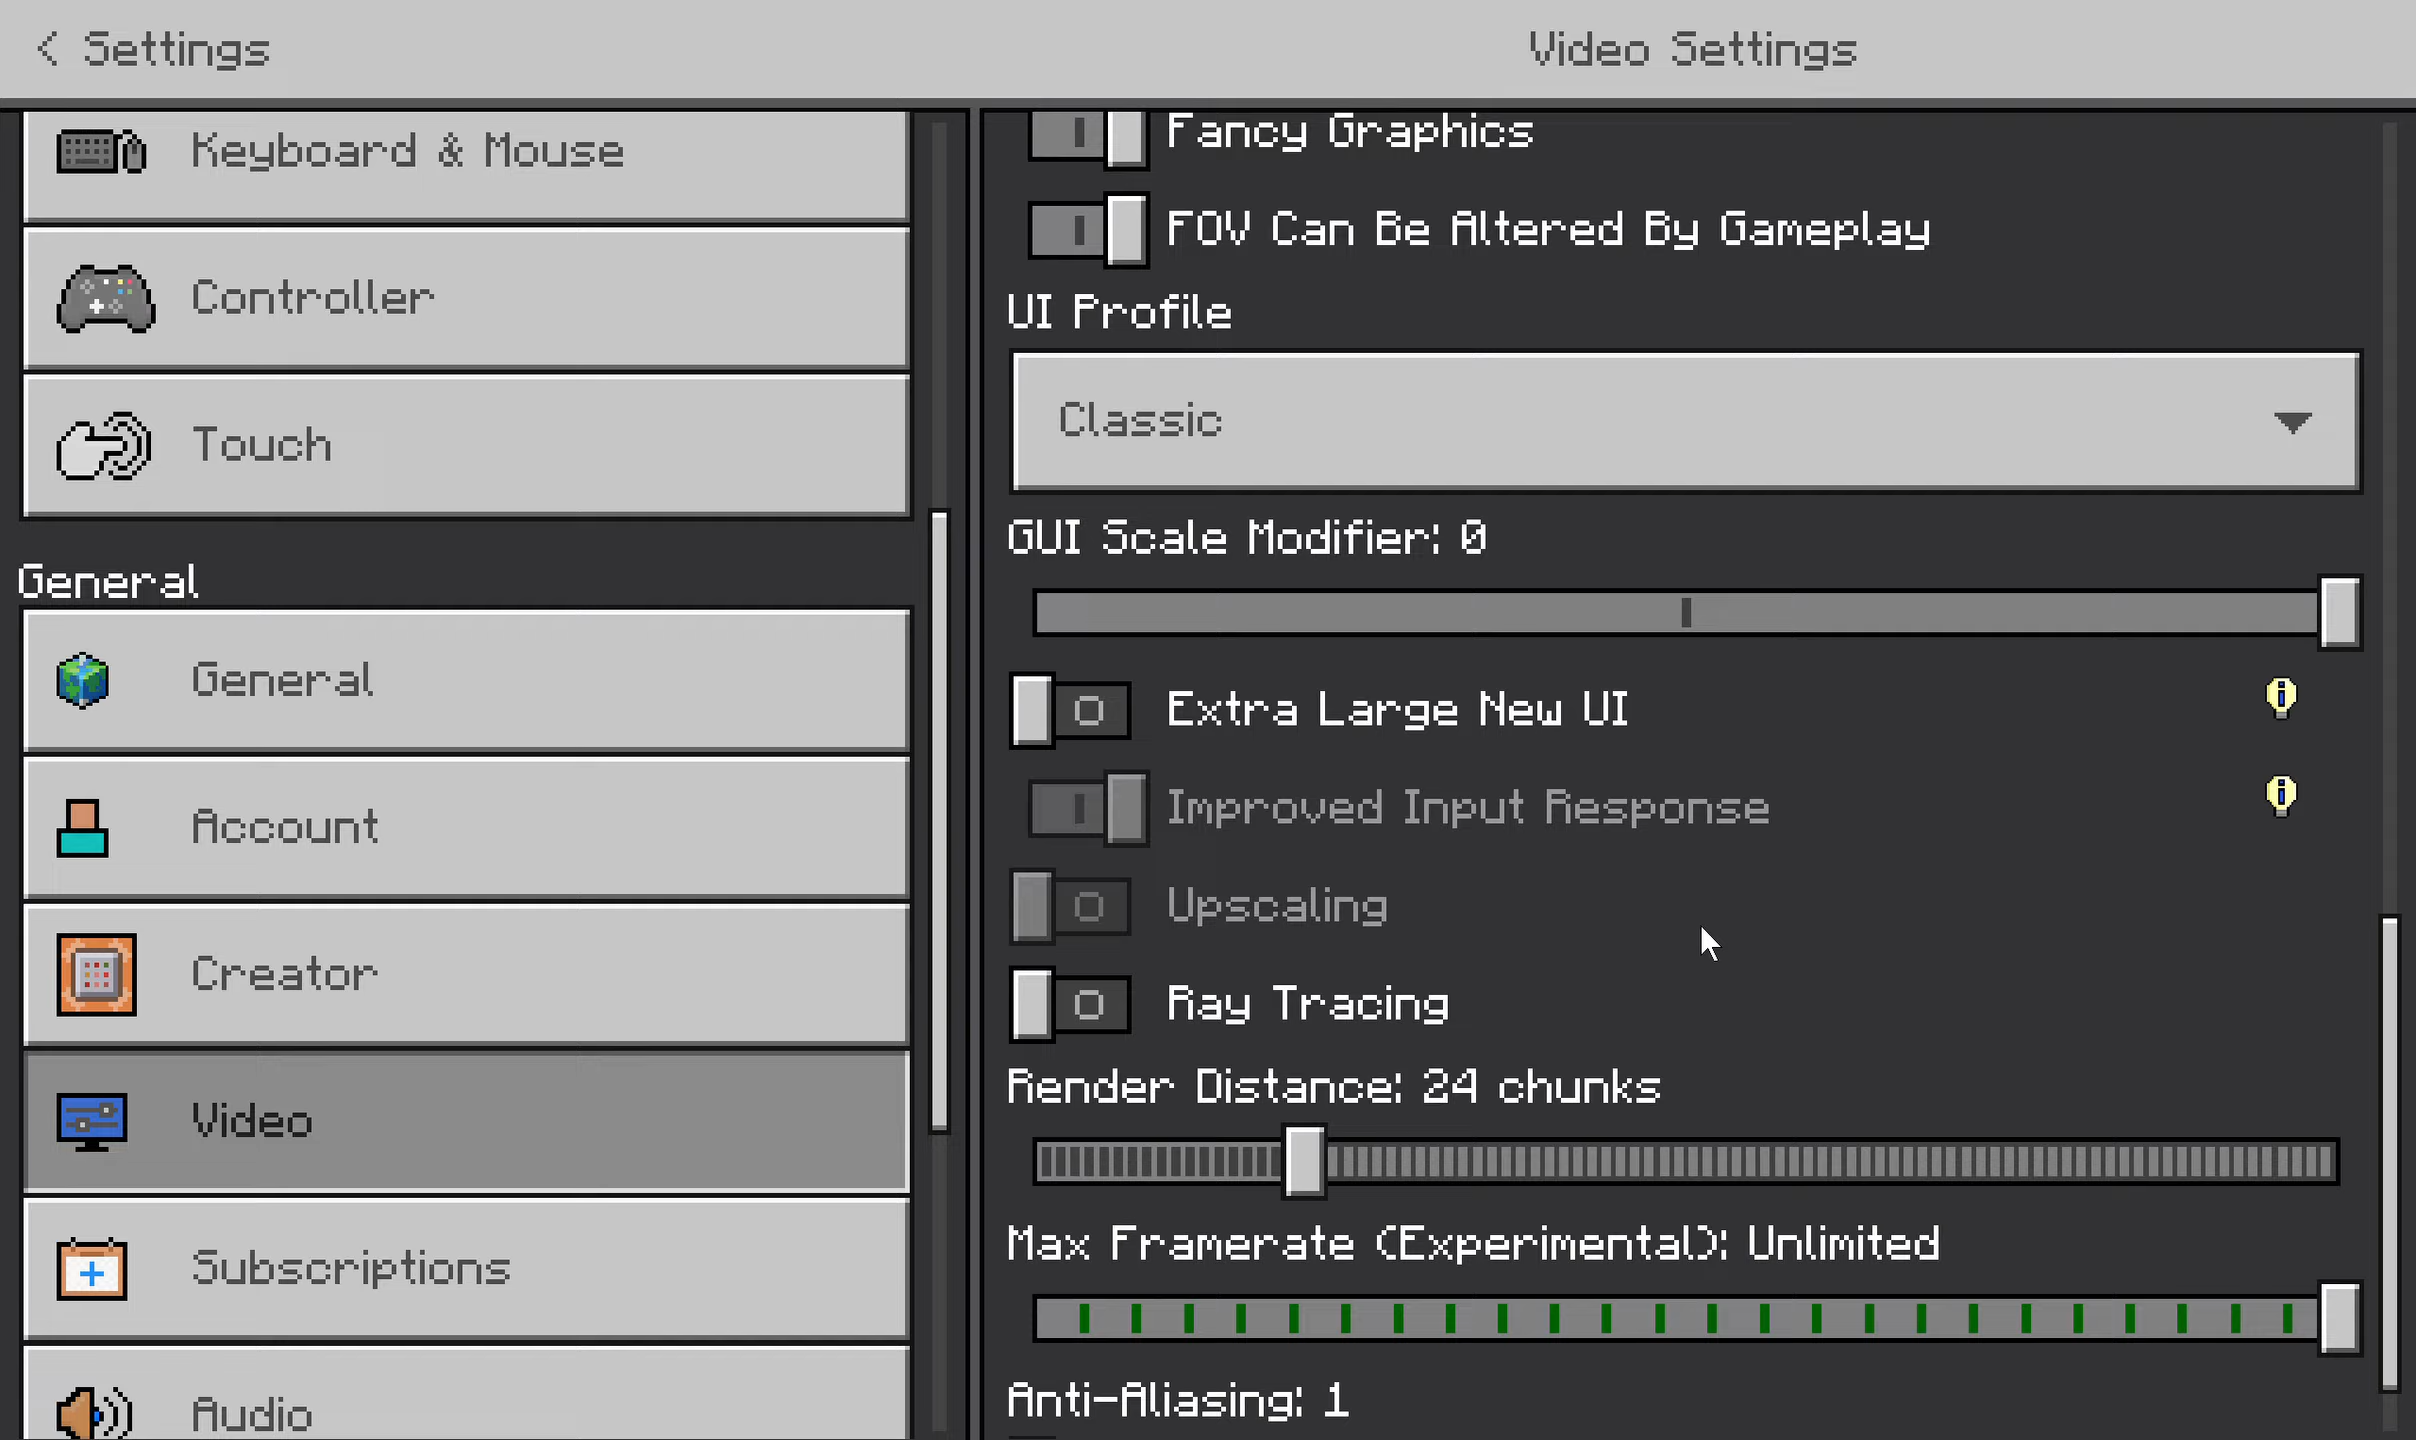 Settings
Video Settings
Keyboard & Mouse
Controller
Touch
General
General
Account
Creator
Video
Subscriptions
Audio
Fancy Graphics
FOV Can Be Altered By Gameplay
UI Profile
Classic
GUI Scale Modifier: 0
Extra Large New UI
Improved Input Response
Upscaling
Ray Tracing
Render Distance: 24 chunks
Max Framerate (Experimental): Unlimited
Anti-Aliasing: 1